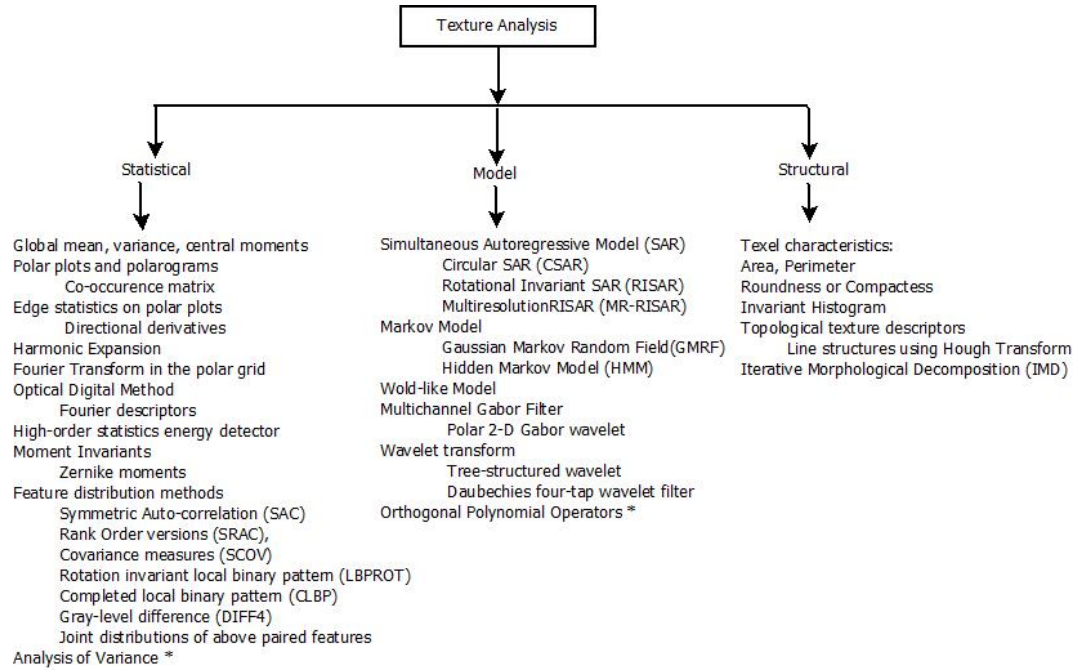 Texture Analysis
Statistical
Model
Structural
Global mean, variance, central moments
Polar plots and polarograms
Co-occurence matrix
Edge statistics on polar plots
Directional derivatives
Harmonic Expansion
Fourier Transform in the polar grid
Optical Digital Method
Fourier descriptors
High-order statistics energy detector
Moment Invariants
Zernike moments
Feature distribution methods
Symmetric Auto-correlation (SAC)
Rank Order versions (SRAC),
Covariance measures (SCOV)
Rotation invariant local binary pattern (LBPROT)
Completed local binary pattern (CLBP)
Gray-level difference (DIFF4)
Joint distributions of above paired features
Analysis of Variance *
Simultaneous Autoregressive Model (SAR)
Circular SAR (CSAR)
Rotational Invariant SAR (RISAR)
MultiresolutionRISAR (MR-RISAR)
Markov Model
Gaussian Markov Random Field(GMRF)
Hidden Markov Model (HMM)
Wold-like Model
Multichannel Gabor Filter
Polar 2-D Gabor wavelet
Wavelet transform
Tree-structured wavelet
Daubechies four-tap wavelet filter
Orthogonal Polynomial Operators *
Texel characteristics:
Area, Perimeter
Roundness or Compactess
Invariant Histogram
Topological texture descriptors
Line structures using Hough Transform
Iterative Morphological Decomposition (IMD)